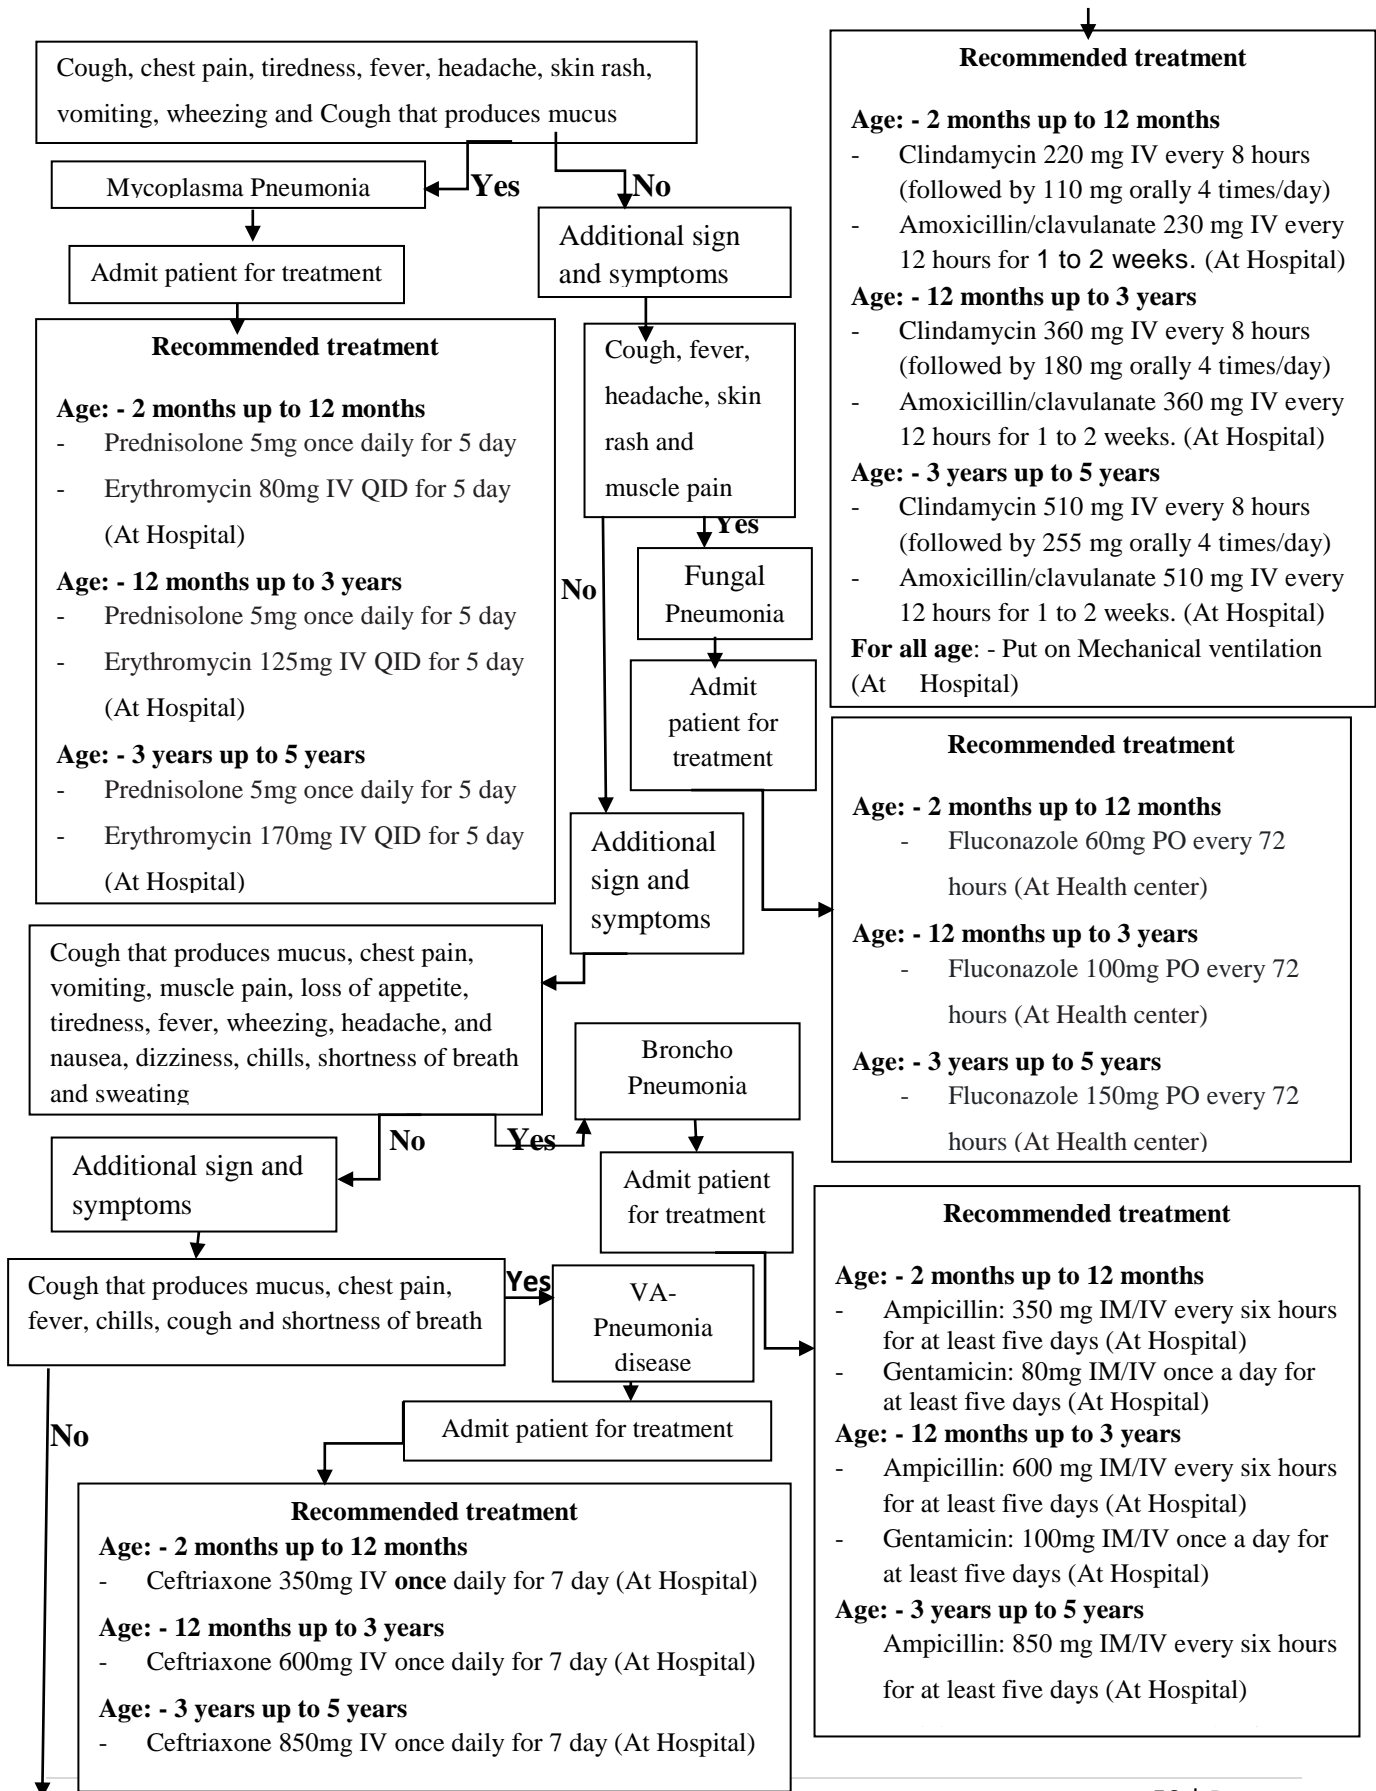 Cough, chest pain, tiredness, fever, headache, skin rash,
vomiting, wheezing and Cough that produces mucus
Yes
No
Mycoplasma Pneumonia
Admit patient for treatment
Additional sign
and symptoms
Recommended treatment
Age: - 2 months up to 12 months
- Prednisolone 5mg once daily for 5 day
- Erythromycin 80mg IV QID for 5 day
(At Hospital)
Age: - 12 months up to 3 years
- Prednisolone 5mg once daily for 5 day
- Erythromycin 125mg IV QID for 5 day
(At Hospital)
Age: - 3 years up to 5 years
- Prednisolone 5mg once daily for 5 day
- Erythromycin 170mg IV QID for 5 day
(At Hospital)
Cough, fever,
headache, skin
rash and
muscle pain
Yes
No
Fungal
Pneumonia
Admit
patient for
treatment
Additional
sign and
symptoms
Recommended treatment
Age: - 2 months up to 12 months
- Clindamycin 220 mg IV every 8 hours
(followed by 110 mg orally 4 times/day)
- Amoxicillin/clavulanate 230 mg IV every
12 hours for 1 to 2 weeks. (At Hospital)
Age: - 12 months up to 3 years
- Clindamycin 360 mg IV every 8 hours
(followed by 180 mg orally 4 times/day)
- Amoxicillin/clavulanate 360 mg IV every
12 hours for 1 to 2 weeks. (At Hospital)
Age: - 3 years up to 5 years
- Clindamycin 510 mg IV every 8 hours
(followed by 255 mg orally 4 times/day)
- Amoxicillin/clavulanate 510 mg IV every
12 hours for 1 to 2 weeks. (At Hospital)
For all age: - Put on Mechanical ventilation
(At Hospital)
Recommended treatment
Age: - 2 months up to 12 months
- Fluconazole 60mg PO every 72
hours (At Health center)
Age: - 12 months up to 3 years
- Fluconazole 100mg PO every 72
hours (At Health center)
Age: - 3 years up to 5 years
- Fluconazole 150mg PO every 72
hours (At Health center)
Cough that produces mucus, chest pain,
vomiting, muscle pain, loss of appetite,
tiredness, fever, wheezing, headache, and
nausea, dizziness, chills, shortness of breath
and sweating
No
Yes
Broncho
Pneumonia
Admit patient
for treatment
Additional sign and
symptoms
Cough that produces mucus, chest pain,
fever, chills, cough and shortness of breath
Yes
No
VA-
Pneumonia
disease
Admit patient for treatment
Recommended treatment
Age: - 2 months up to 12 months
- Ceftriaxone 350mg IV once daily for 7 day (At Hospital)
Age: - 12 months up to 3 years
- Ceftriaxone 600mg IV once daily for 7 day (At Hospital)
Age: - 3 years up to 5 years
- Ceftriaxone 850mg IV once daily for 7 day (At Hospital)
Recommended treatment
Age: - 2 months up to 12 months
- Ampicillin: 350 mg IM/IV every six hours
for at least five days (At Hospital)
- Gentamicin: 80mg IM/IV once a day for
at least five days (At Hospital)
Age: - 12 months up to 3 years
- Ampicillin: 600 mg IM/IV every six hours
for at least five days (At Hospital)
- Gentamicin: 100mg IM/IV once a day for
at least five days (At Hospital)
Age: - 3 years up to 5 years
Ampicillin: 850 mg IM/IV every six hours
for at least five days (At Hospital)